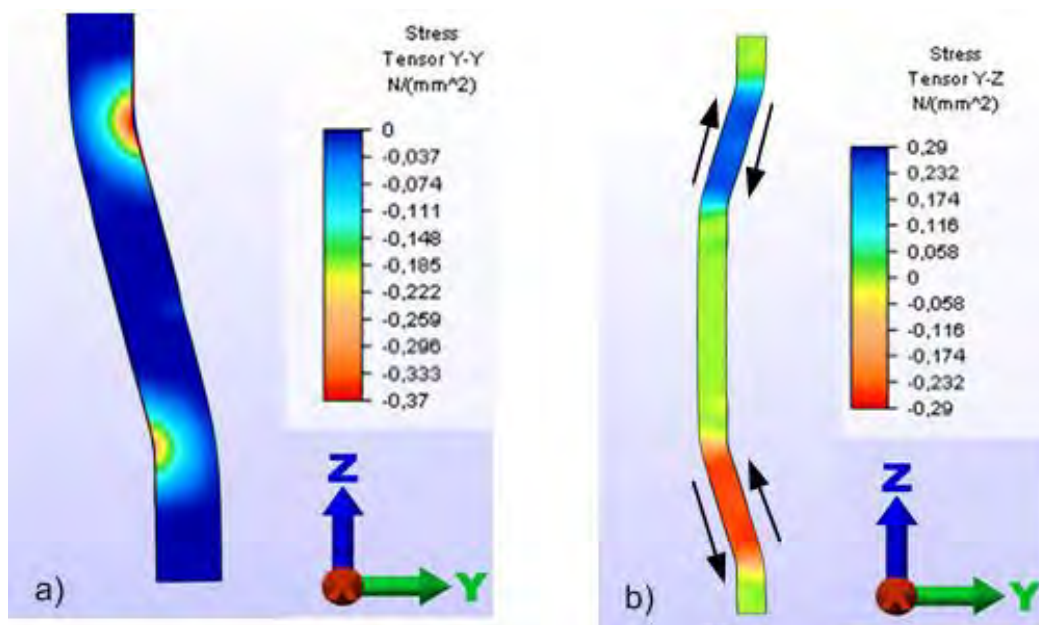 Stress
Tensor Y-Y
N/(mm^2)
0
-0,037
-0,074
-0,111
-0,148
-0,185
-0,222
-0,259
-0,296
-0,333
-0,37
Z
X
Y
a)
Stress
Tensor Y-Z
N/(mm^2)
0,29
0,232
0,174
0,116
0,058
0
-0,058
-0,116
-0,174
-0,232
-0,29
Z
X
Y
b)